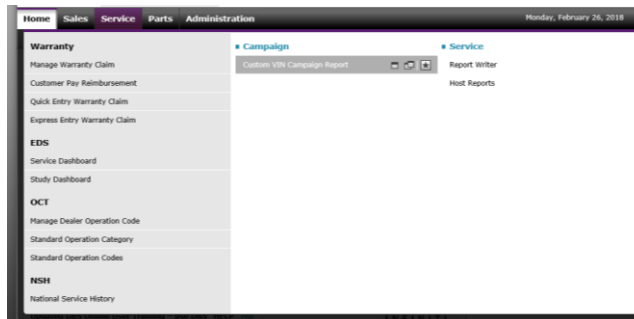 Home Sales Service Parts Administration Monday, February 26, 2018
Warranty
Manage Warranty Claim
Customer Pay Reimbursement
Quick Entry Warranty Claim
Express Entry Warranty Claim
EDS
Service Dashboard
Study Dashboard
OCT
Manage Dealer Operation Code
Standard Operation Category
Standard Operation Codes
NSH
National Service History
Campaign
Custom VIN Campaign Report
Service
Report Writer
Host Reports